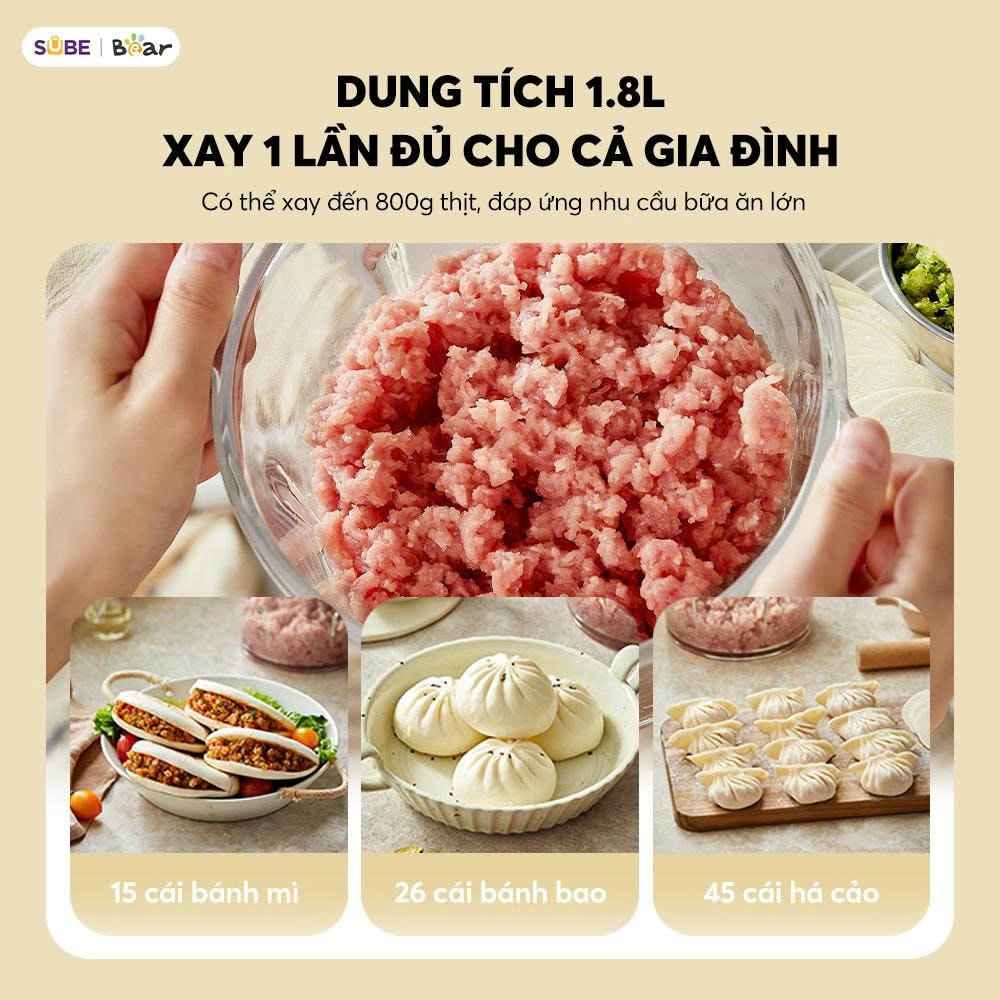 SUBE | Bear
DUNG TÍCH 1.8L
XAY 1 LẦN ĐỦ CHO CẢ GIA ĐÌNH
Có thể xay đến 800g thịt, đáp ứng nhu cầu bữa ăn lớn
15 cái bánh mì
26 cái bánh bao
45 cái há cảo